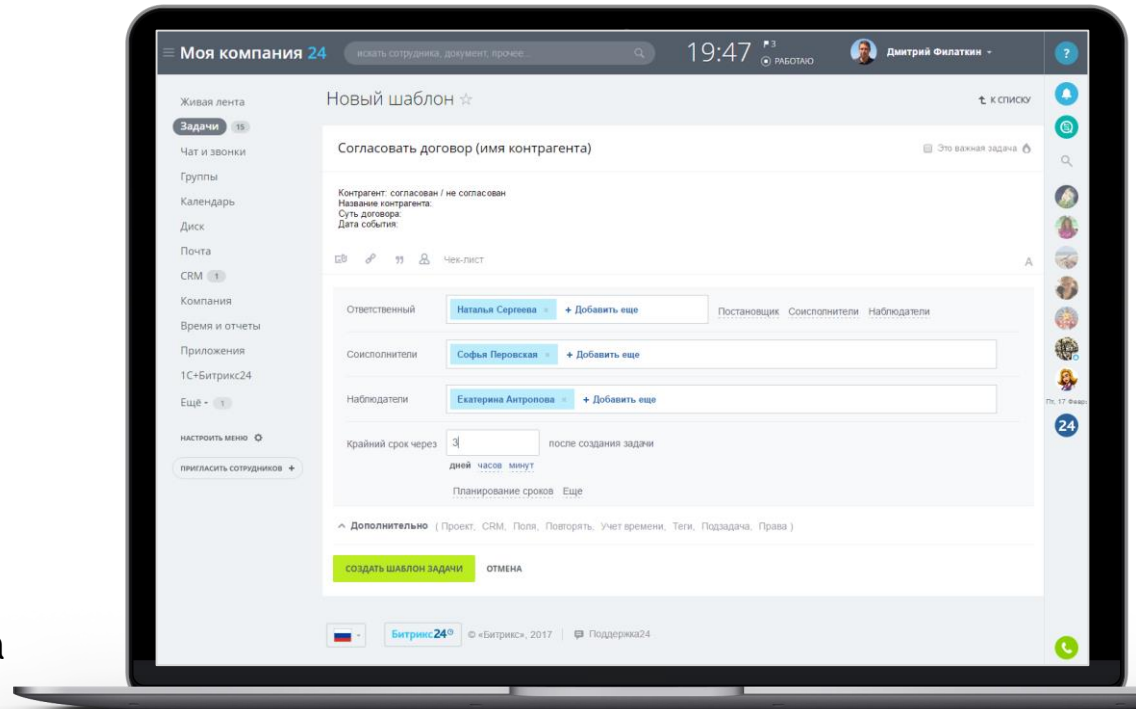 Моя компания 24
искать сотрудника, документ, прочее...
19:47
3
РАБОТАЮ
Дмитрий Филаткин
?
Живая лента
Задачи 15
Чат и звонки
Группы
Календарь
Диск
Почта
CRM 1
Компания
Время и отчеты
Приложения
1С+Битрикс24
Ещё 1
НАСТРОИТЬ МЕНЮ
ПРИГЛАСИТЬ СОТРУДНИКОВ +
Новый шаблон
К СПИСКУ
Согласовать договор (имя контрагента)
Это важная задача
Контрагент: согласован / не согласован
Название контрагента:
Суть договора:
Дата события:
Чек-лист
A
Ответственный Наталья Сергеева × + Добавить еще Постановщик Соисполнители Наблюдатели
Соисполнители Софья Перовская × + Добавить еще
Наблюдатели Екатерина Антропова × + Добавить еще
Крайний срок через 3 после создания задачи
дней часов минут
Планирование сроков Еще
Дополнительно ( Проект, CRM, Поля, Повторять, Учет времени, Теги, Подзадача, Права )
СОЗДАТЬ ШАБЛОН ЗАДАЧИ ОТМЕНА
Битрикс24 © «Битрикс», 2017 Поддержка24
Пт, 17 Февр
24
а